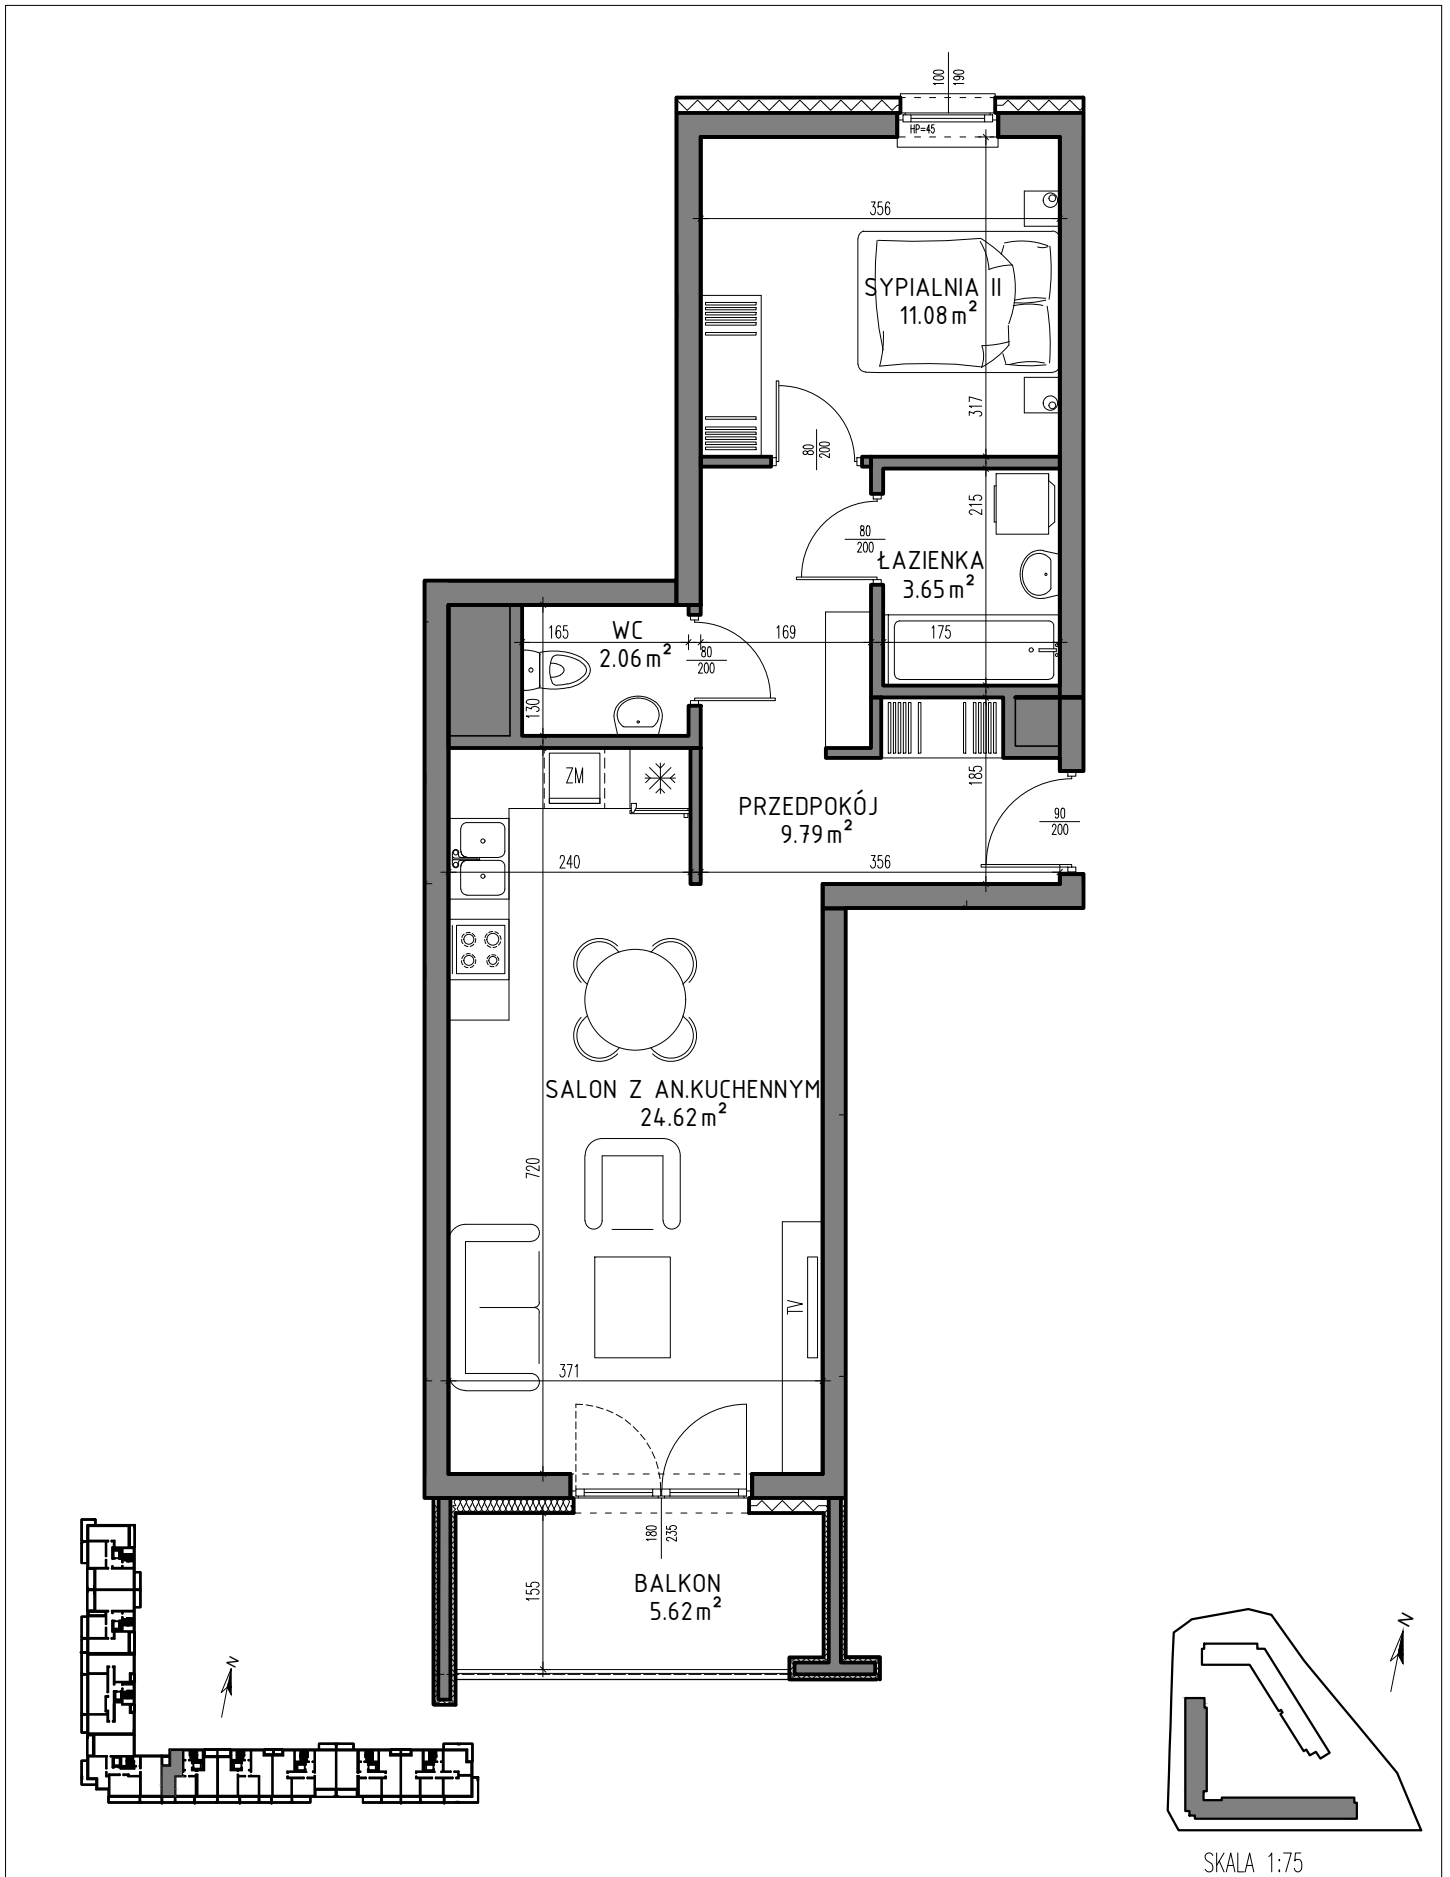 100
190
HP=45
356
SYPIALNIA II
11.08 m²
317
80
200
215
80
200
ŁAZIENKA
3.65 m²
165
WC
2.06 m²
80
200
169
175
130
ZM
185
PRZEDPOKÓJ
9.79 m²
90
200
240
356
SALON Z AN.KUCHENNYM
24.62 m²
720
TV
371
180
235
155
BALKON
5.62 m²
N
N
SKALA 1:75